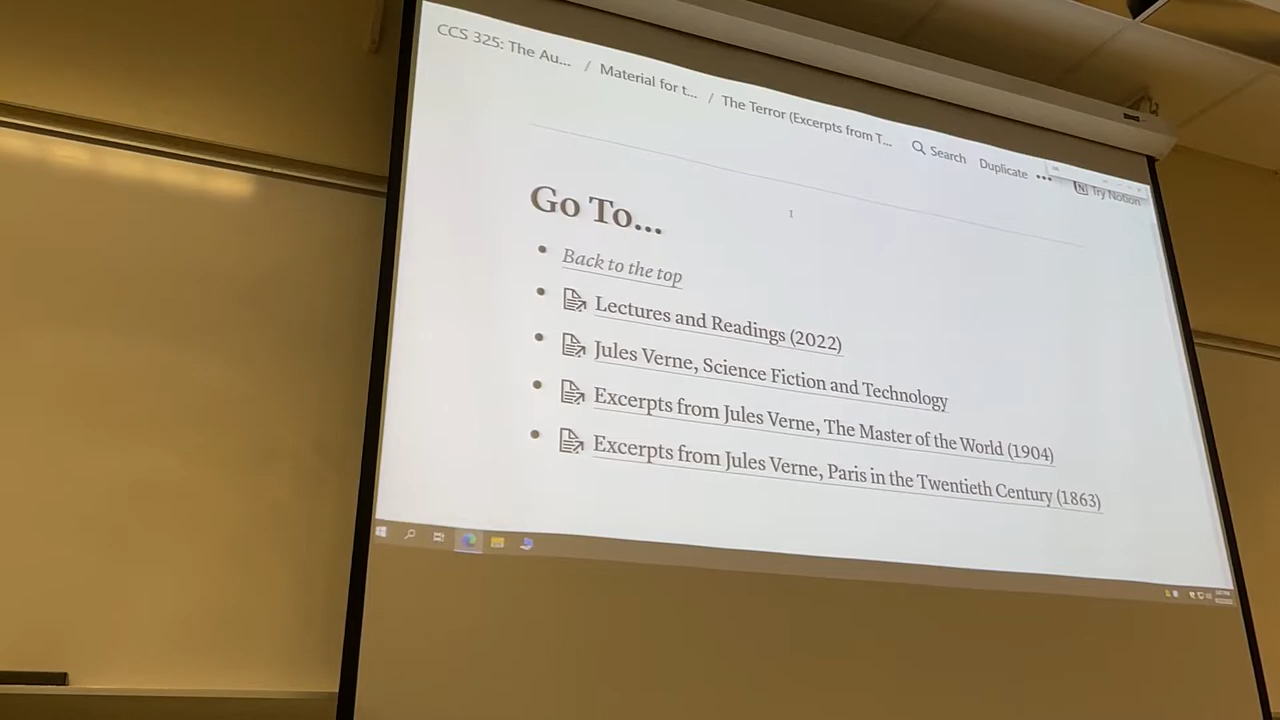 CCS 325: The Au... / Material for t... / The Terror (Excerpts from T... Search Duplicate ••• Try Notion
1
Go To...
Back to the top
Lectures and Readings (2022)
Jules Verne, Science Fiction and Technology
Excerpts from Jules Verne, The Master of the World (1904)
Excerpts from Jules Verne, Paris in the Twentieth Century (1863)